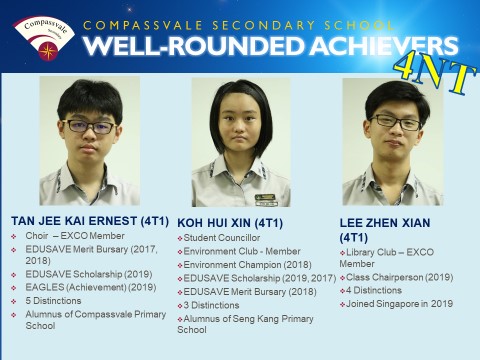 Compassvale
COMPASSVALE SECONDARY SCHOOL
WELL-ROUNDED ACHIEVERS
4NT
TAN JEE KAI ERNEST (4T1)
❖ Choir – EXCO Member
❖ EDUSAVE Merit Bursary (2017,
2018)
❖ EDUSAVE Scholarship (2019)
❖ EAGLES (Achievement) (2019)
❖ 5 Distinctions
❖ Alumnus of Compassvale Primary
School
KOH HUI XIN (4T1)
❖Student Councillor
❖Environment Club - Member
❖Environment Champion (2018)
❖EDUSAVE Scholarship (2019, 2017)
❖EDUSAVE Merit Bursary (2018)
❖3 Distinctions
❖Alumnus of Seng Kang Primary
School
LEE ZHEN XIAN
(4T1)
❖Library Club – EXCO
Member
❖Class Chairperson (2019)
❖4 Distinctions
❖Joined Singapore in 2019